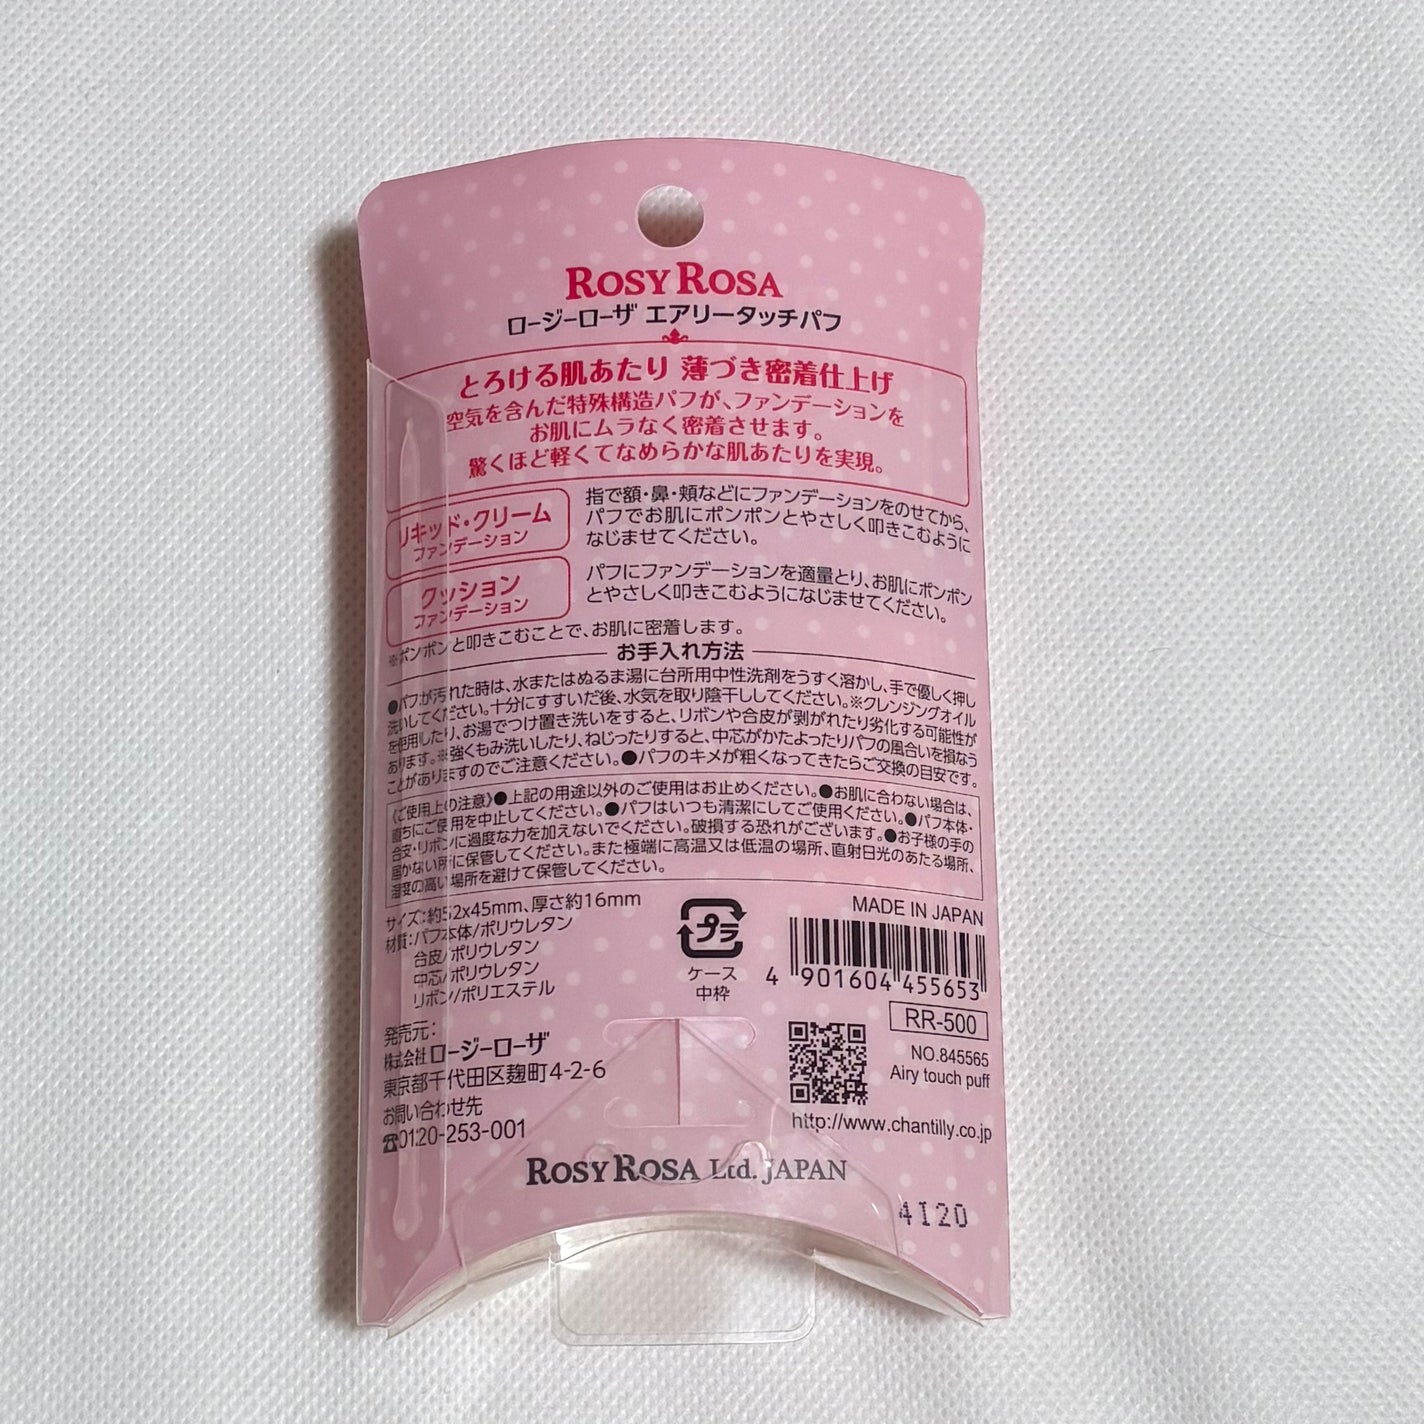 ROSY ROSA
ロージーローザ エアリータッチパフ
とろける肌あたり 薄づき密着仕上げ
空気を含んだ特殊構造パフが、ファンデーションを
お肌にムラなく密着させます。
驚くほど軽くてなめらかな肌あたりを実現。
リキッド・クリーム
ファンデーション
指で額・鼻・頬などにファンデーションをのせてから、
パフでお肌にポンポンとやさしく叩きこむように
なじませてください。
クッション
ファンデーション
パフにファンデーションを適量とり、お肌にポンポン
とやさしく叩きこむようになじませてください。
※ポンポンと叩きこむことで、お肌に密着します。
お手入れ方法
●パフが汚れた時は、水またはぬるま湯に台所用中性洗剤をうすく溶かし、手で優しく押し
洗いしてください。十分にすすいだ後、水気を取り陰干ししてください。※クレンジングオイル
を使用したり、お湯でつけ置き洗いをすると、リボンや合皮が剥がれたり劣化する可能性が
あります。※強くもみ洗いしたり、ねじったりすると、中芯がかたよったりパフの風合いを損なう
ことがありますのでご注意ください。●パフのキメが粗くなってきたらご交換の目安です。
《ご使用上の注意》●上記の用途以外のご使用はお止めください。●お肌に合わない場合は、
直ちにご使用を中止してください。●パフはいつも清潔にしてご使用ください。●パフ本体・
合皮・リボンに過度な力を加えないでください。破損する恐れがございます。●お子様の手の
届かない所に保管してください。また極端に高温又は低温の場所、直射日光のあたる場所、
湿度の高い場所を避けて保管してください。
サイズ：約52x45mm、厚さ約16mm
材質：パフ本体/ポリウレタン
合皮/ポリウレタン
中芯/ポリウレタン
リボン/ポリエステル
プラ
ケース
中枠
MADE IN JAPAN
4 901604 455653
RR-500
NO.845565
Airy touch puff
http://www.chantilly.co.jp
発売元：
株式会社ロージーローザ
東京都千代田区麹町4-2-6
お問い合わせ先
☎0120-253-001
ROSY ROSA Ltd. JAPAN
4I20